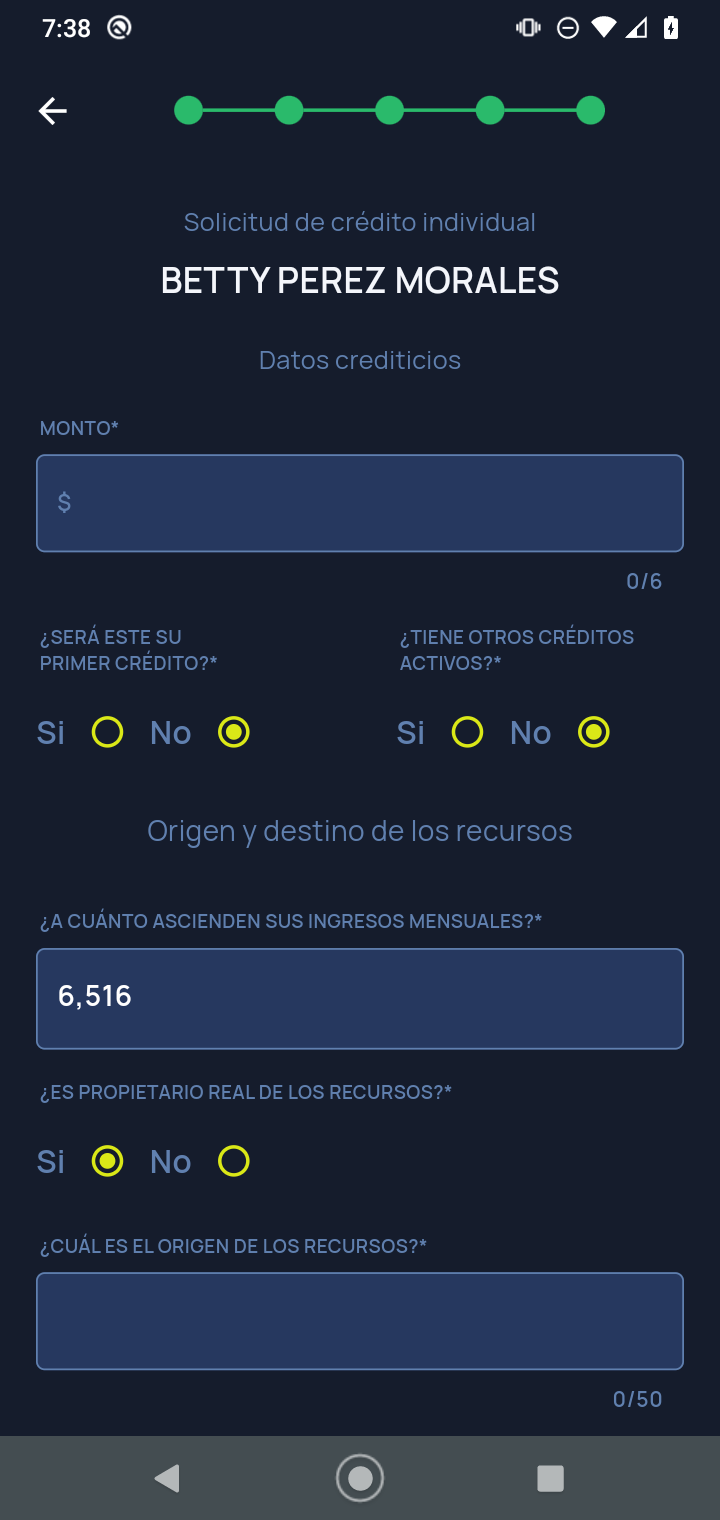 7:38
Solicitud de crédito individual
BETTY PEREZ MORALES
Datos crediticios
MONTO*
$
0/6
¿SERÁ ESTE SU
PRIMER CRÉDITO?*
Si No
¿TIENE OTROS CRÉDITOS
ACTIVOS?*
Si No
Origen y destino de los recursos
¿A CUÁNTO ASCIENDEN SUS INGRESOS MENSUALES?*
6,516
¿ES PROPIETARIO REAL DE LOS RECURSOS?*
Si No
¿CUÁL ES EL ORIGEN DE LOS RECURSOS?*
0/50